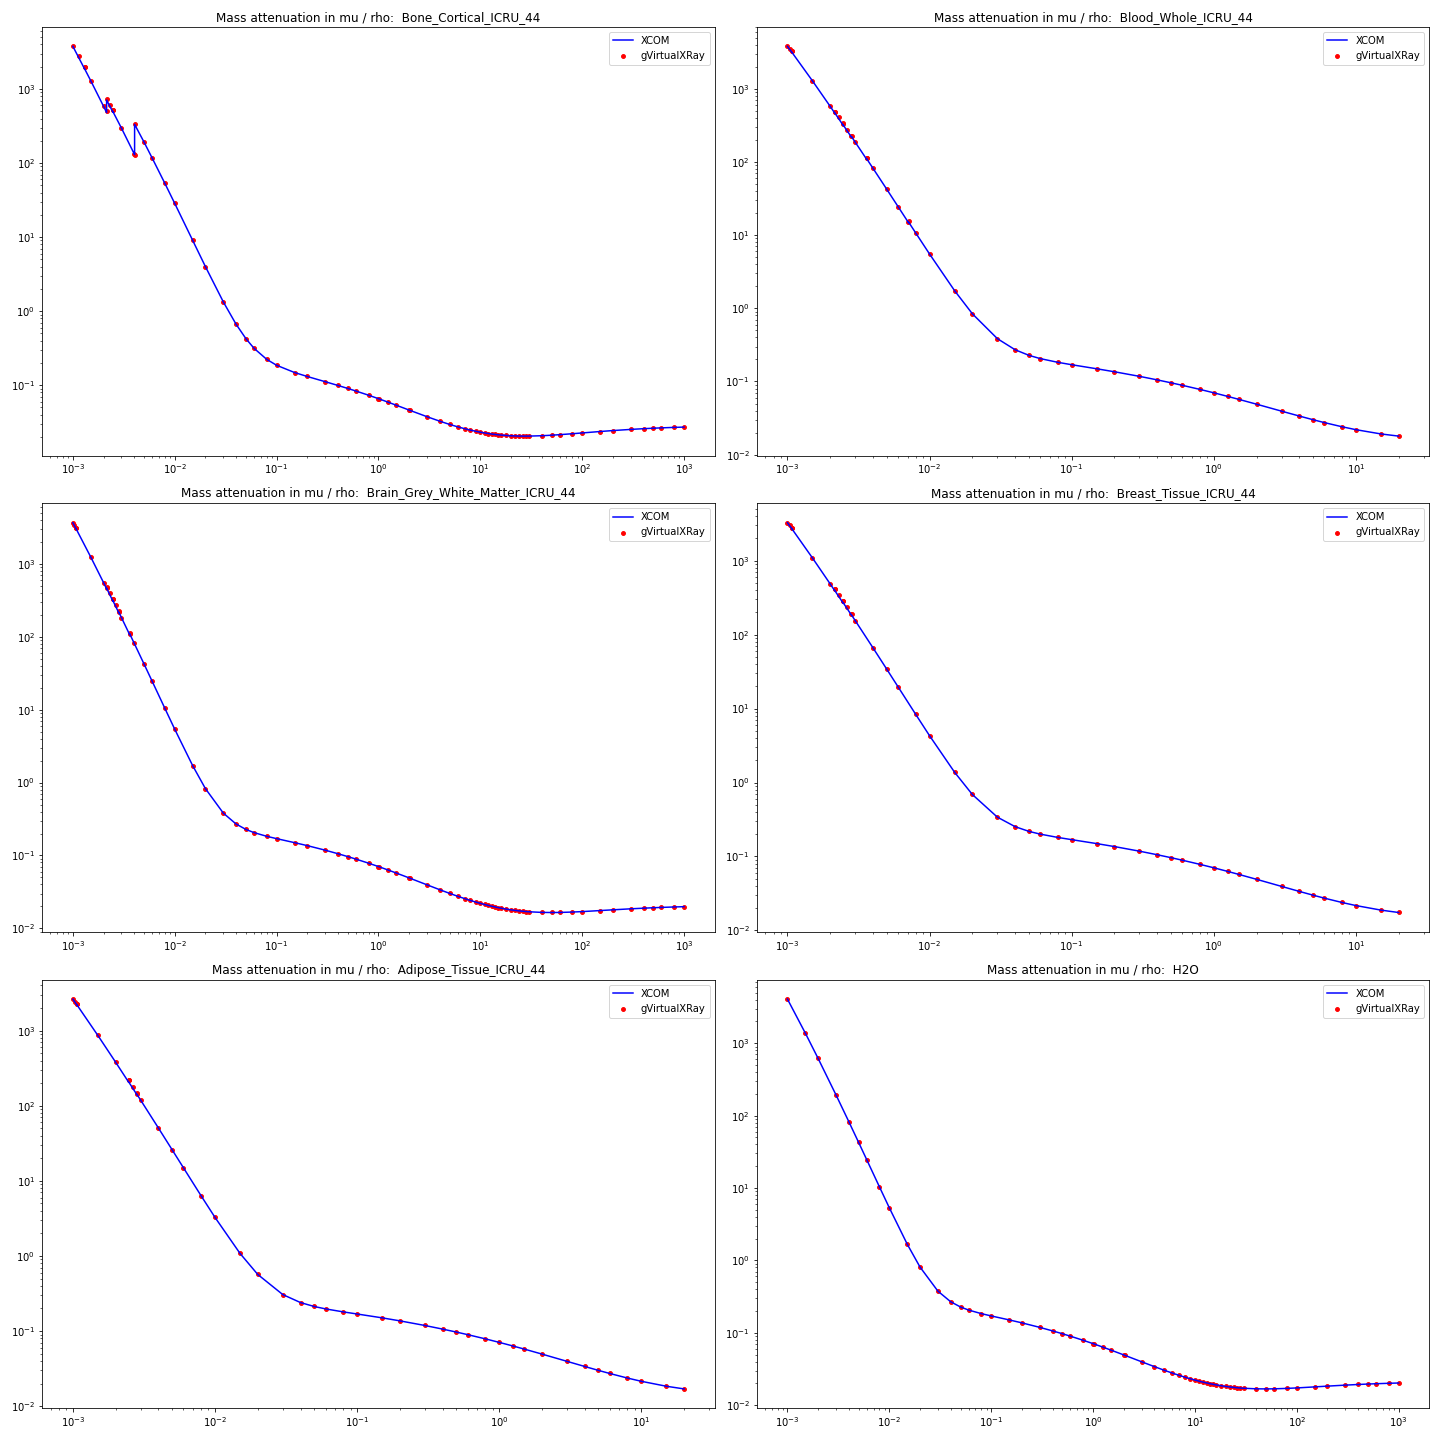 Mass attenuation in mu / rho:  Bone_Cortical_ICRU_44
XCOM
gVirtualXRay
10³
10²
10¹
10⁰
10⁻¹
10⁻³ 10⁻² 10⁻¹ 10⁰ 10¹ 10² 10³
Mass attenuation in mu / rho:  Blood_Whole_ICRU_44
XCOM
gVirtualXRay
10³
10²
10¹
10⁰
10⁻¹
10⁻²
10⁻³ 10⁻² 10⁻¹ 10⁰ 10¹
Mass attenuation in mu / rho:  Brain_Grey_White_Matter_ICRU_44
XCOM
gVirtualXRay
10³
10²
10¹
10⁰
10⁻¹
10⁻²
10⁻³ 10⁻² 10⁻¹ 10⁰ 10¹ 10² 10³
Mass attenuation in mu / rho:  Breast_Tissue_ICRU_44
XCOM
gVirtualXRay
10³
10²
10¹
10⁰
10⁻¹
10⁻²
10⁻³ 10⁻² 10⁻¹ 10⁰ 10¹
Mass attenuation in mu / rho:  Adipose_Tissue_ICRU_44
XCOM
gVirtualXRay
10³
10²
10¹
10⁰
10⁻¹
10⁻²
10⁻³ 10⁻² 10⁻¹ 10⁰ 10¹
Mass attenuation in mu / rho:  H2O
XCOM
gVirtualXRay
10³
10²
10¹
10⁰
10⁻¹
10⁻²
10⁻³ 10⁻² 10⁻¹ 10⁰ 10¹ 10² 10³